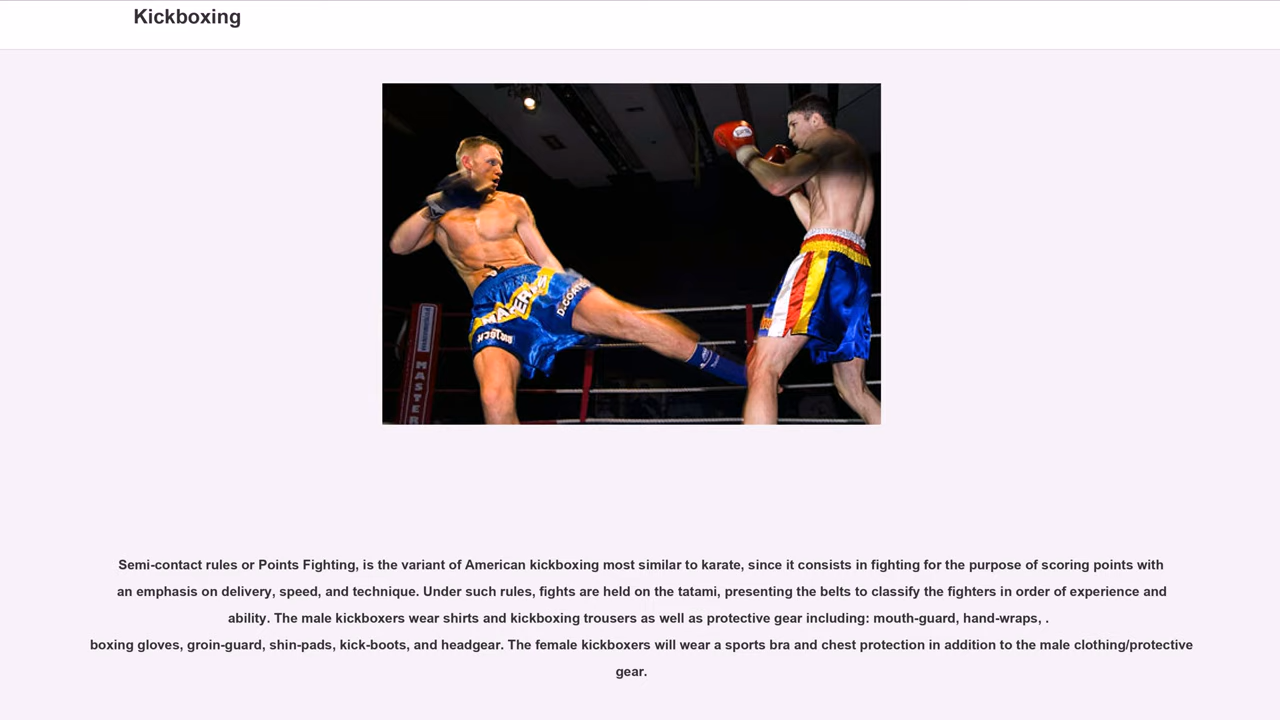 Kickboxing
MASTER
D.COATES
Semi-contact rules or Points Fighting, is the variant of American kickboxing most similar to karate, since it consists in fighting for the purpose of scoring points with
an emphasis on delivery, speed, and technique. Under such rules, fights are held on the tatami, presenting the belts to classify the fighters in order of experience and
ability. The male kickboxers wear shirts and kickboxing trousers as well as protective gear including: mouth-guard, hand-wraps, .
boxing gloves, groin-guard, shin-pads, kick-boots, and headgear. The female kickboxers will wear a sports bra and chest protection in addition to the male clothing/protective
gear.